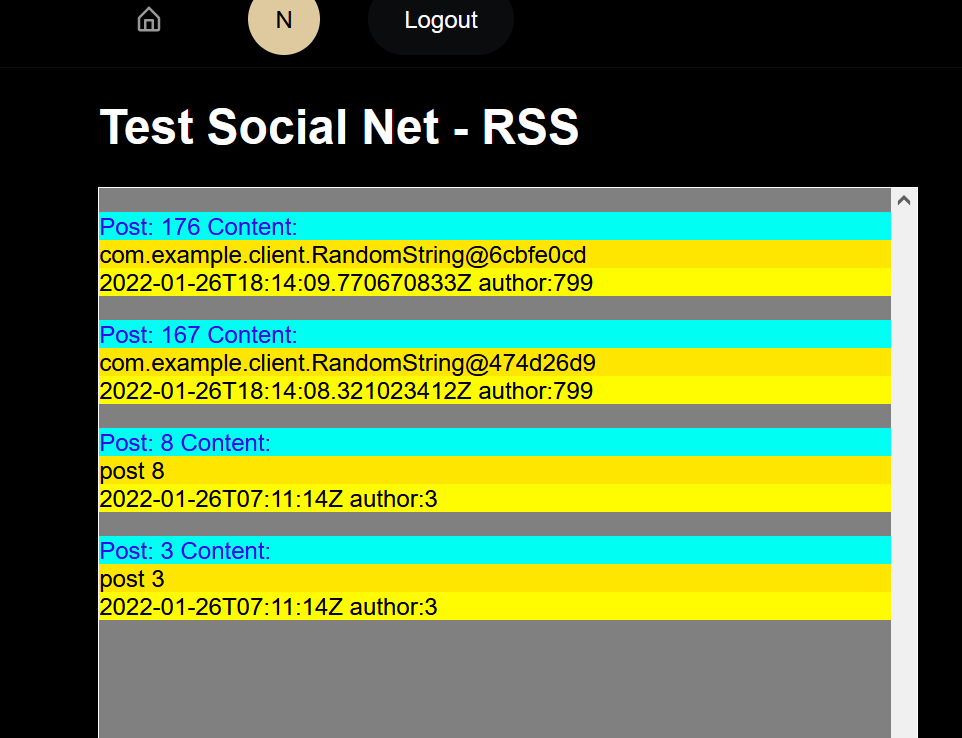 N
Logout
Test Social Net - RSS
Post: 176 Content:
com.example.client.RandomString@6cbfe0cd
2022-01-26T18:14:09.770670833Z author:799
Post: 167 Content:
com.example.client.RandomString@474d26d9
2022-01-26T18:14:08.321023412Z author:799
Post: 8 Content:
post 8
2022-01-26T07:11:14Z author:3
Post: 3 Content:
post 3
2022-01-26T07:11:14Z author:3